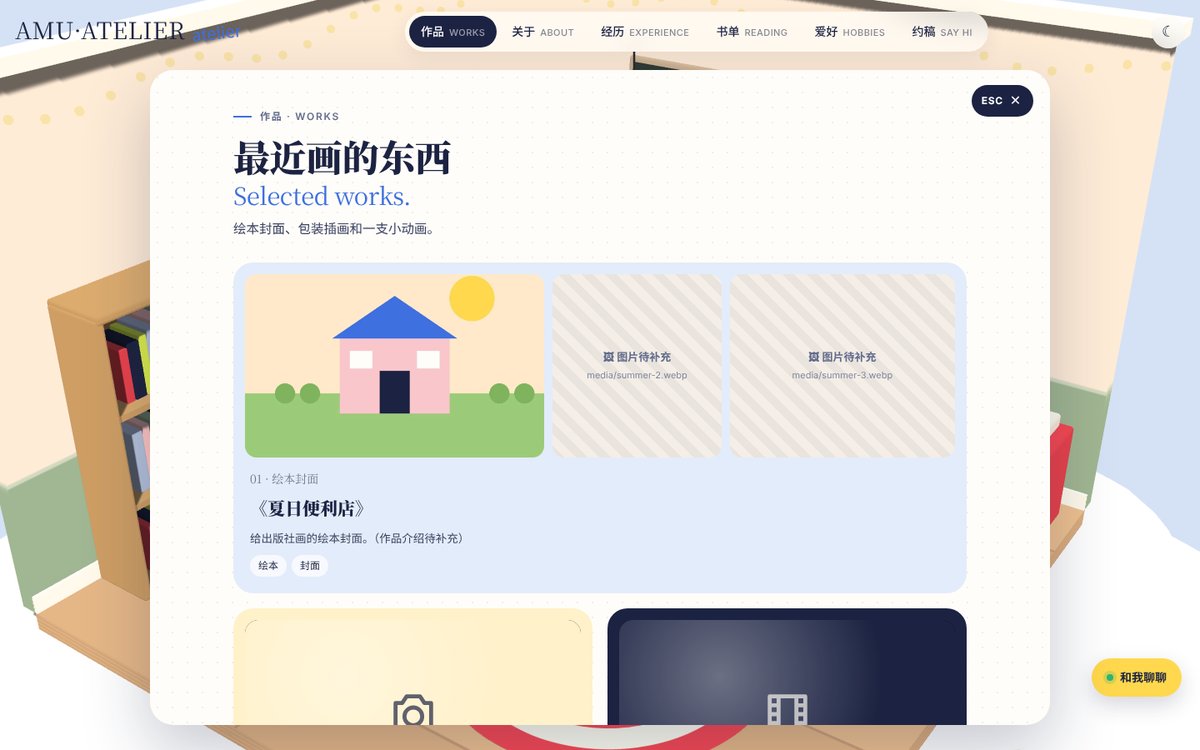 AMU·ATELIER atelier
作品 WORKS
关于 ABOUT
经历 EXPERIENCE
书单 READING
爱好 HOBBIES
约稿 SAY HI
ESC ✕
作品 · WORKS
最近画的东西
Selected works.
绘本封面、包装插画和一支小动画。
图片待补充
media/summer-2.webp
图片待补充
media/summer-3.webp
01 · 绘本封面
《夏日便利店》
给出版社画的绘本封面。（作品介绍待补充）
绘本
封面
和我聊聊